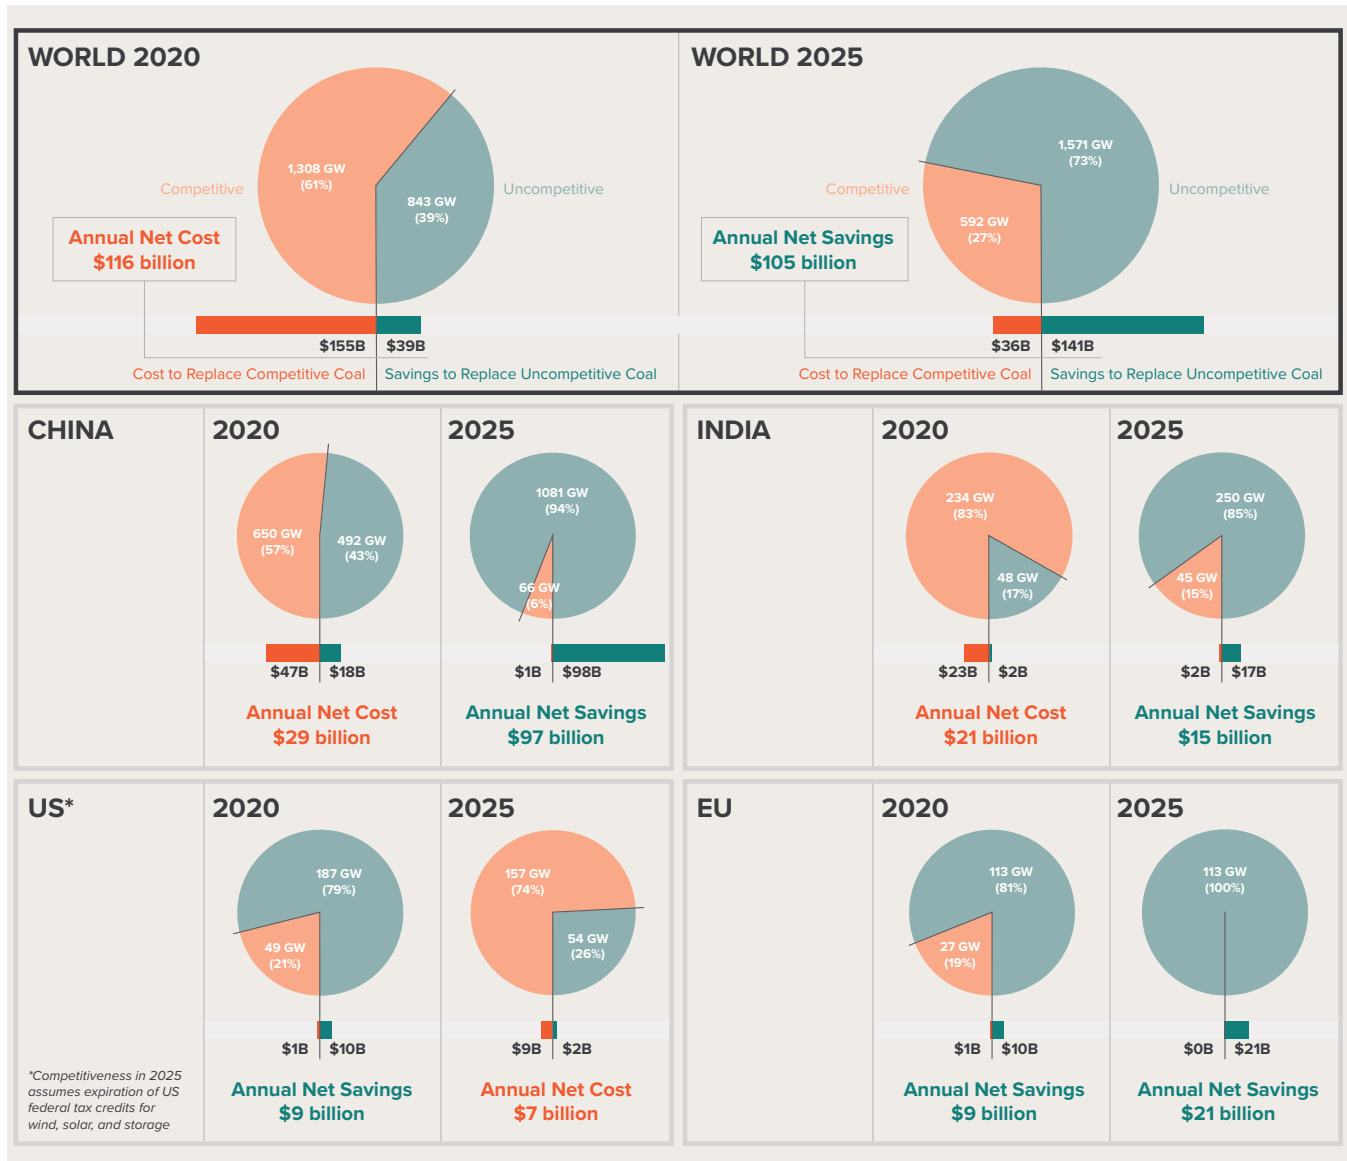 WORLD 2020
1,308 GW
(61%)
843 GW
(39%)
Competitive
Uncompetitive
Annual Net Cost
$116 billion
$155B
$39B
Cost to Replace Competitive Coal
Savings to Replace Uncompetitive Coal
WORLD 2025
1,571 GW
(73%)
592 GW
(27%)
Competitive
Uncompetitive
Annual Net Savings
$105 billion
$36B
$141B
Cost to Replace Competitive Coal
Savings to Replace Uncompetitive Coal
CHINA
2020
650 GW
(57%)
492 GW
(43%)
$47B
$18B
Annual Net Cost
$29 billion
2025
1081 GW
(94%)
66 GW
(6%)
$1B
$98B
Annual Net Savings
$97 billion
INDIA
2020
234 GW
(83%)
48 GW
(17%)
$23B
$2B
Annual Net Cost
$21 billion
2025
250 GW
(85%)
45 GW
(15%)
$2B
$17B
Annual Net Savings
$15 billion
US*
*Competitiveness in 2025
assumes expiration of US
federal tax credits for
wind, solar, and storage
2020
187 GW
(79%)
49 GW
(21%)
$1B
$10B
Annual Net Savings
$9 billion
2025
157 GW
(74%)
54 GW
(26%)
$9B
$2B
Annual Net Cost
$7 billion
EU
2020
113 GW
(81%)
27 GW
(19%)
$1B
$10B
Annual Net Savings
$9 billion
2025
113 GW
(100%)
$0B
$21B
Annual Net Savings
$21 billion